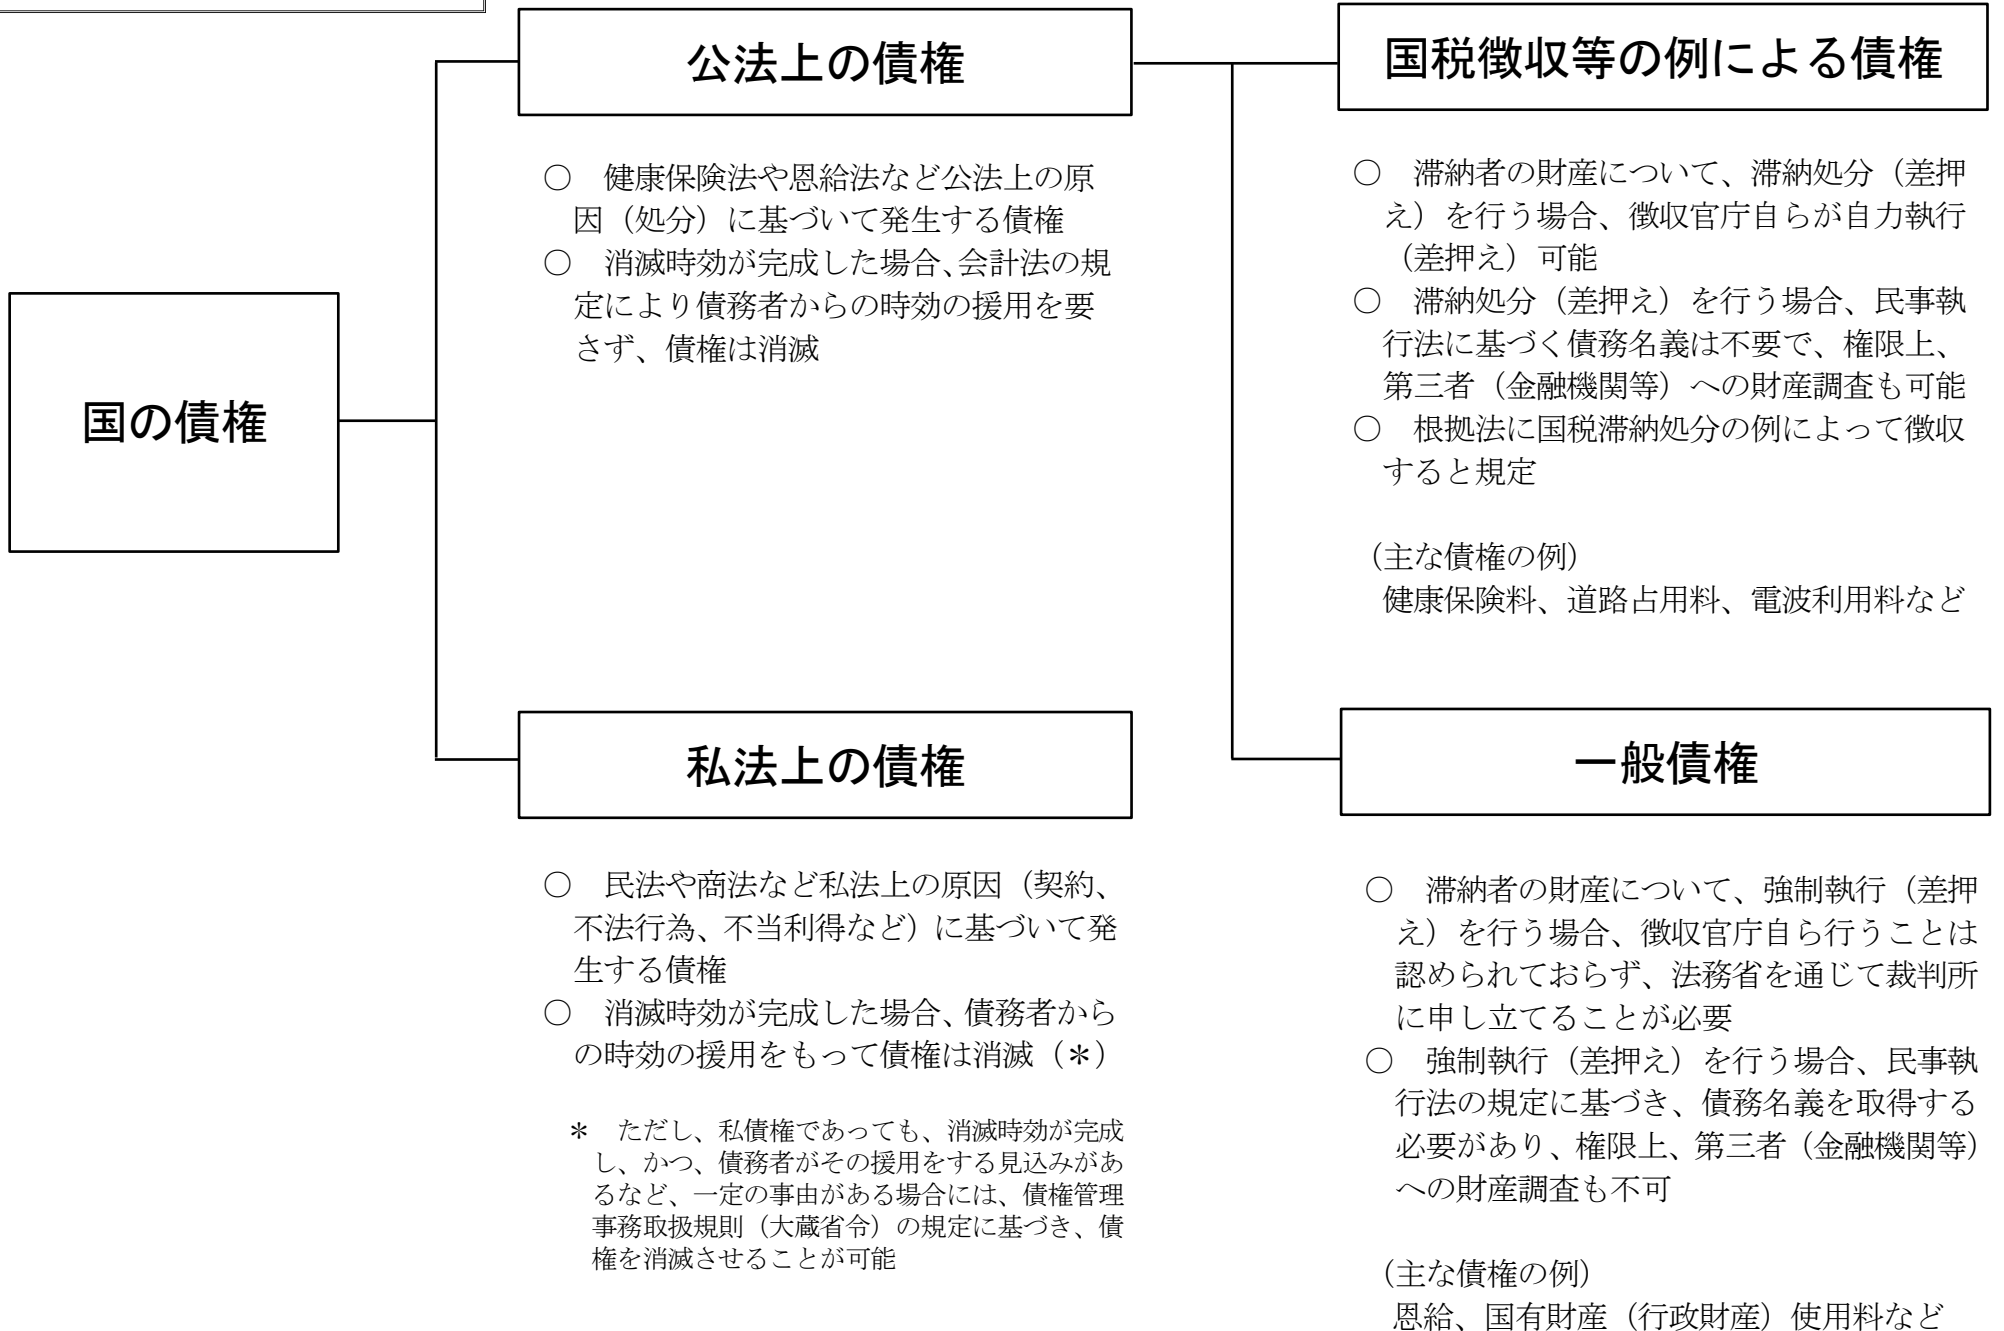 国の債権
公法上の債権
○　健康保険法や恩給法など公法上の原
因（処分）に基づいて発生する債権
○　消滅時効が完成した場合、会計法の規
定により債務者からの時効の援用を要
さず、債権は消滅
私法上の債権
○　民法や商法など私法上の原因（契約、
不法行為、不当利得など）に基づいて発
生する債権
○　消滅時効が完成した場合、債務者から
の時効の援用をもって債権は消滅（＊）
＊　ただし、私債権であっても、消滅時効が完成
し、かつ、債務者がその援用をする見込みがあ
るなど、一定の事由がある場合には、債権管理
事務取扱規則（大蔵省令）の規定に基づき、債
権を消滅させることが可能
国税徴収等の例による債権
○　滞納者の財産について、滞納処分（差押
え）を行う場合、徴収官庁自らが自力執行
（差押え）可能
○　滞納処分（差押え）を行う場合、民事執
行法に基づく債務名義は不要で、権限上、
第三者（金融機関等）への財産調査も可能
○　根拠法に国税滞納処分の例によって徴収
すると規定
（主な債権の例）
健康保険料、道路占用料、電波利用料など
一般債権
○　滞納者の財産について、強制執行（差押
え）を行う場合、徴収官庁自ら行うことは
認められておらず、法務省を通じて裁判所
に申し立てることが必要
○　強制執行（差押え）を行う場合、民事執
行法の規定に基づき、債務名義を取得する
必要があり、権限上、第三者（金融機関等）
への財産調査も不可
（主な債権の例）
恩給、国有財産（行政財産）使用料など